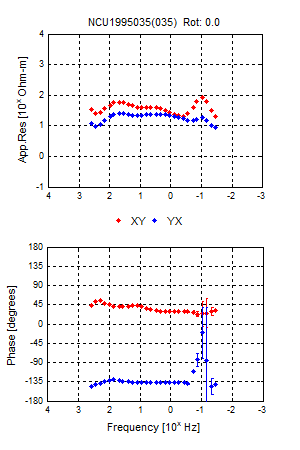 NCU1995035(035) Rot: 0.0
App.Res [10ˣ Ohm-m]
4
3
2
1
0
-1
4 3 2 1 0 -1 -2 -3
XY YX
Phase [degrees]
180
135
90
45
0
-45
-90
-135
-180
4 3 2 1 0 -1 -2 -3
Frequency [10ˣ Hz]